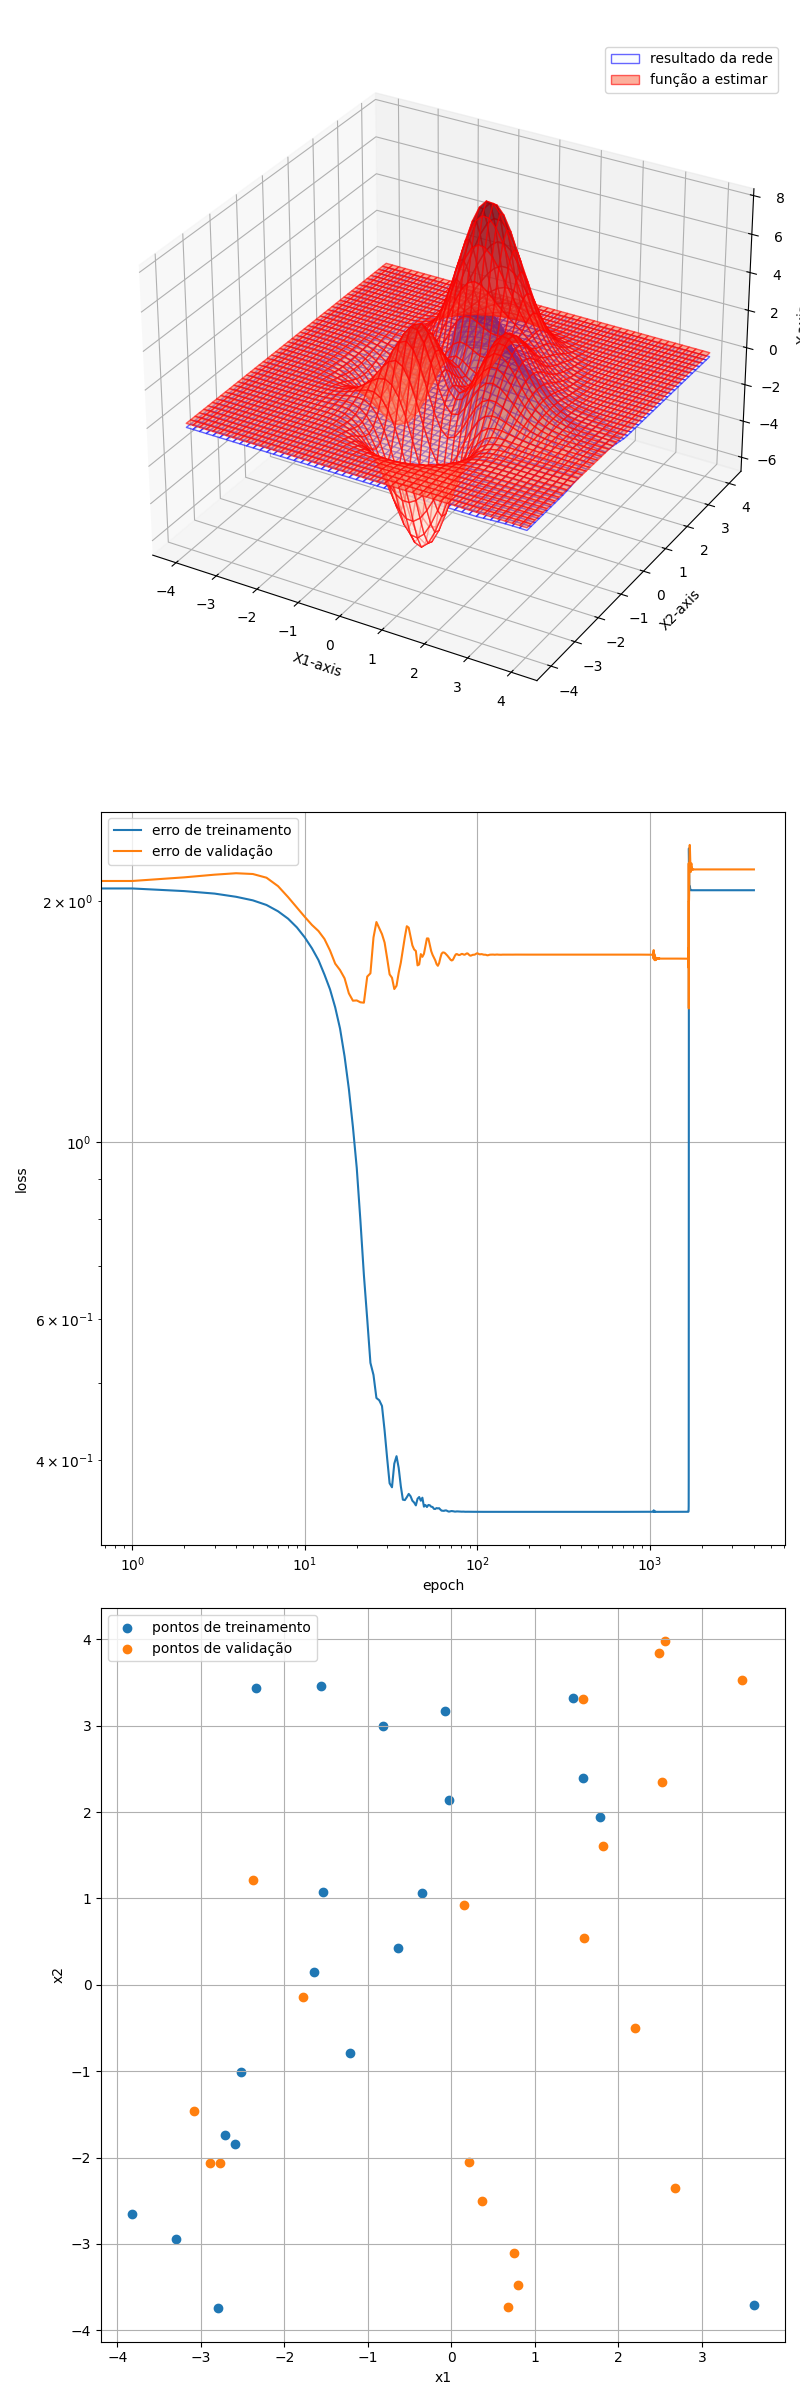 resultado da rede
função a estimar
8
6
4
2
0
−2
−4
−6
−4
−3
−2
−1
0
1
2
3
4
X1-axis
−4
−3
−2
−1
0
1
2
3
4
X2-axis
erro de treinamento
erro de validação
2 × 10⁰
10⁰
6 × 10⁻¹
4 × 10⁻¹
loss
10⁰ 10¹ 10² 10³
epoch
pontos de treinamento
pontos de validação
4
3
2
1
0
−1
−2
−3
−4
x2
−4 −3 −2 −1 0 1 2 3
x1